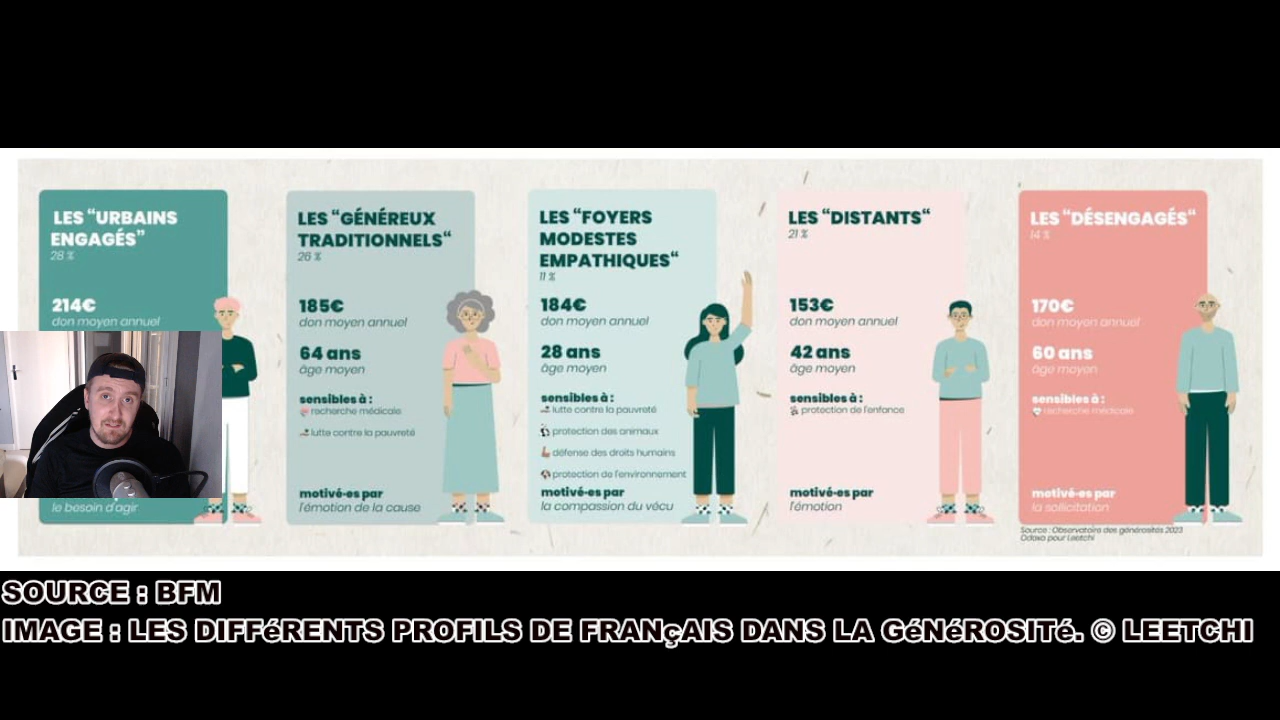 LES “URBAINS
ENGAGÉS”
28 %
214€
don moyen annuel
le besoin d'agir
LES “GÉNÉREUX
TRADITIONNELS“
26 %
185€
don moyen annuel
64 ans
âge moyen
sensibles à :
recherche médicale
lutte contre la pauvreté
motivé·es par
l'émotion de la cause
LES “FOYERS
MODESTES
EMPATHIQUES“
11 %
184€
don moyen annuel
28 ans
âge moyen
sensibles à :
lutte contre la pauvreté
protection des animaux
défense des droits humains
protection de l'environnement
motivé·es par
la compassion du vécu
LES “DISTANTS“
21 %
153€
don moyen annuel
42 ans
âge moyen
sensibles à :
protection de l'enfance
motivé·es par
l'émotion
LES “DÉSENGAGÉS“
14 %
170€
don moyen annuel
60 ans
âge moyen
sensibles à :
recherche médicale
motivé·es par
la sollicitation
Source : Observatoire des générosités 2023
Odoxa pour Leetchi
SOURCE : BFM
IMAGE : LES DIFFéRENTS PROFILS DE FRANçAIS DANS LA GéNéROSITé. © LEETCHI